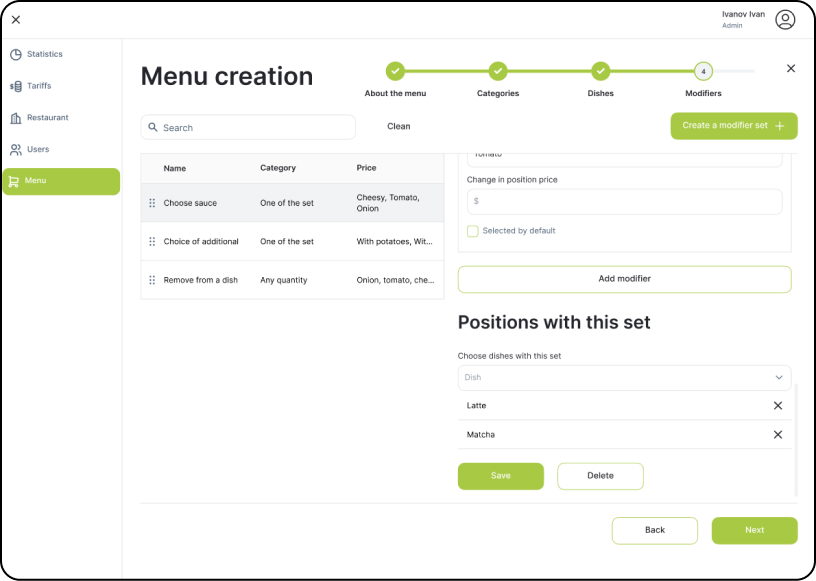 Ivanov Ivan
Admin
Statistics
Tariffs
Restaurant
Users
Menu
Menu creation
4
About the menu
Categories
Dishes
Modifiers
Search
Clean
Create a modifier set
Name
Category
Price
Choose sauce
One of the set
Cheesy, Tomato,
Onion
Choice of additional
One of the set
With potatoes, Wit...
Remove from a dish
Any quantity
Onion, tomato, che...
Tomato
Change in position price
$
Selected by default
Add modifier
Positions with this set
Choose dishes with this set
Dish
Latte
Matcha
Save
Delete
Back
Next